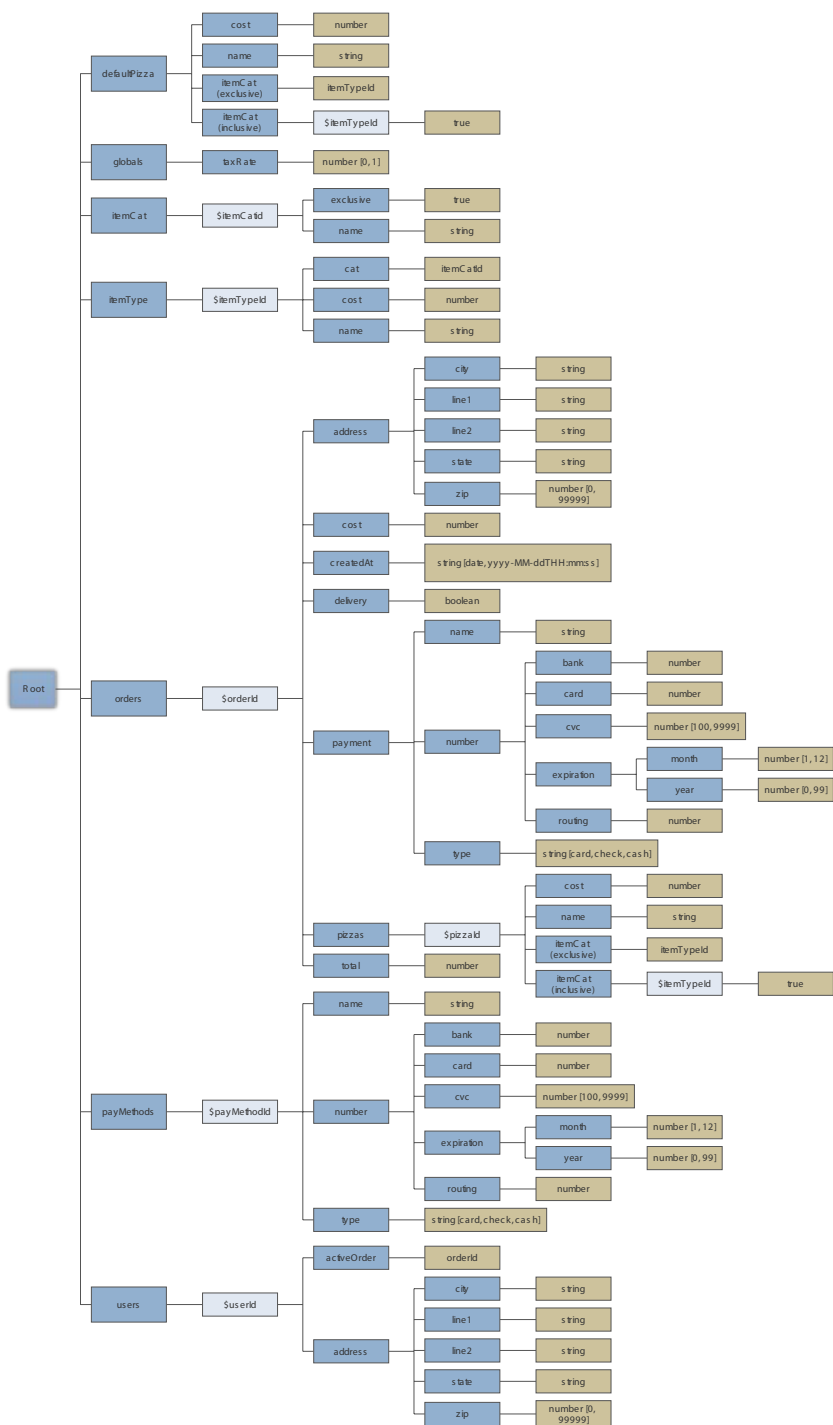 cost
number
name
string
defaultPizza
itemCat
(exclusive)
itemTypeId
itemCat
(inclusive)
$itemTypeId
true
globals
taxRate
number [0, 1]
exclusive
true
itemCat
$itemCatid
name
string
cat
itemCatId
itemType
$itemTypeId
cost
number
name
string
city
string
line1
string
address
line2
string
state
string
zip
number [0,
99999]
cost
number
createdAt
string [date, yyyy-MM-ddTHH:mm:ss]
delivery
boolean
name
string
bank
number
Root
orders
$orderId
card
number
cvc
number [100, 9999]
payment
number
month
number [1, 12]
expiration
year
number [0, 99]
routing
number
type
string [card, check, cash]
cost
number
name
string
pizzas
$pizzaId
itemCat
(exclusive)
itemTypeId
total
number
itemCat
(inclusive)
$itemTypeId
true
name
string
bank
number
card
number
cvc
number [100, 9999]
payMethods
$payMethodId
number
month
number [1, 12]
expiration
year
number [0, 99]
routing
number
type
string [card, check, cash]
activeOrder
orderId
users
$userId
city
string
line1
string
address
line2
string
state
string
zip
number [0,
99999]